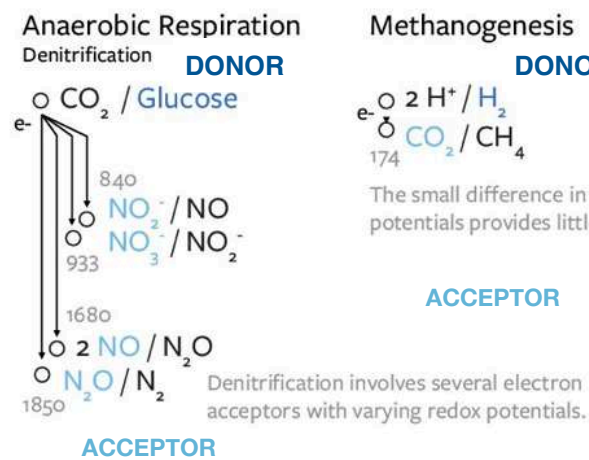 Anaerobic Respiration
Denitrification
DONOR
CO₂ / Glucose
e-
840
NO₂⁻ / NO
NO₃⁻ / NO₂⁻
933
1680
2 NO / N₂O
N₂O / N₂
1850
ACCEPTOR
Methanogenesis
DONO
2 H⁺ / H₂
e-
CO₂ / CH₄
174
The small difference in
potentials provides littl
ACCEPTOR
Denitrification involves several electron
acceptors with varying redox potentials.